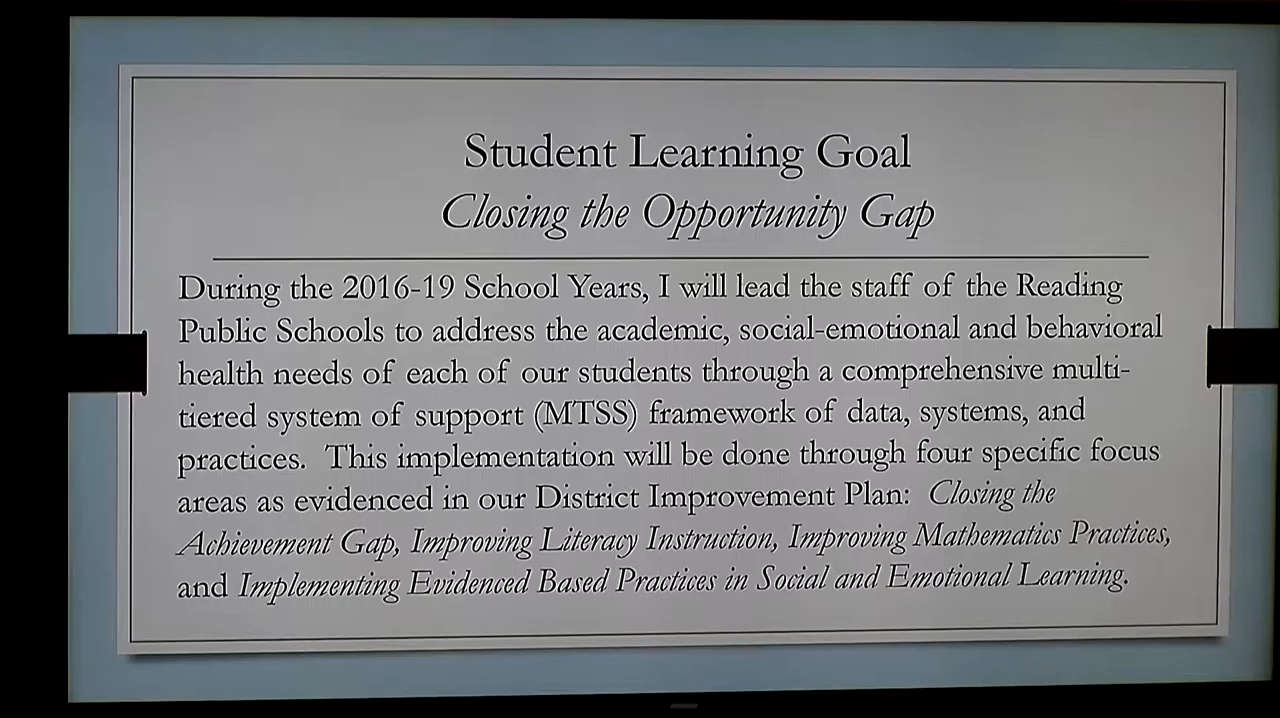 Student Learning Goal
Closing the Opportunity Gap
During the 2016-19 School Years, I will lead the staff of the Reading
Public Schools to address the academic, social-emotional and behavioral
health needs of each of our students through a comprehensive multi-
tiered system of support (MTSS) framework of data, systems, and
practices.  This implementation will be done through four specific focus
areas as evidenced in our District Improvement Plan:  Closing the
Achievement Gap, Improving Literacy Instruction, Improving Mathematics Practices,
and Implementing Evidenced Based Practices in Social and Emotional Learning.